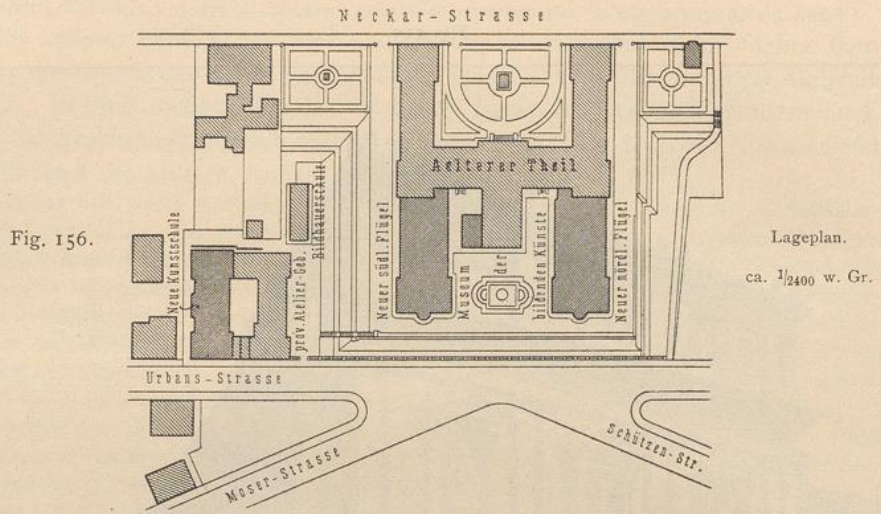 Neckar-Strasse
Aelterer Theil
Bildhauerschule
Neue Kunstschule
prov. Atelier-Geb.
Neuer südl. Flügel
Museum
der
bildenden Künste
Neuer nördl. Flügel
Fig. 156.
Lageplan.
ca. 1/2400 w. Gr.
Urbans-Strasse
Moser-Strasse
Schützen-Str.